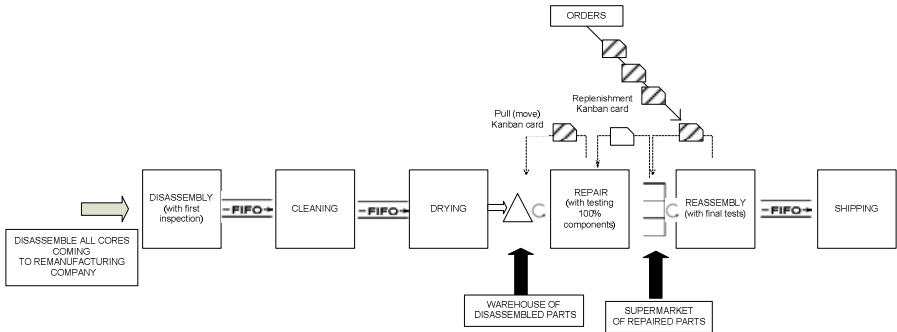 ORDERS
Replenishment
Kanban card
Pull (move)
Kanban card
DISASSEMBLY
(with first
inspection)
FIFO
CLEANING
FIFO
DRYING
REPAIR
(with testing
100%
components)
REASSEMBLY
(with final tests)
FIFO
SHIPPING
DISASSEMBLE ALL CORES
COMING
TO REMANUFACTURING
COMPANY
WAREHOUSE OF
DISASSEMBLED PARTS
SUPERMARKET
OF REPAIRED PARTS